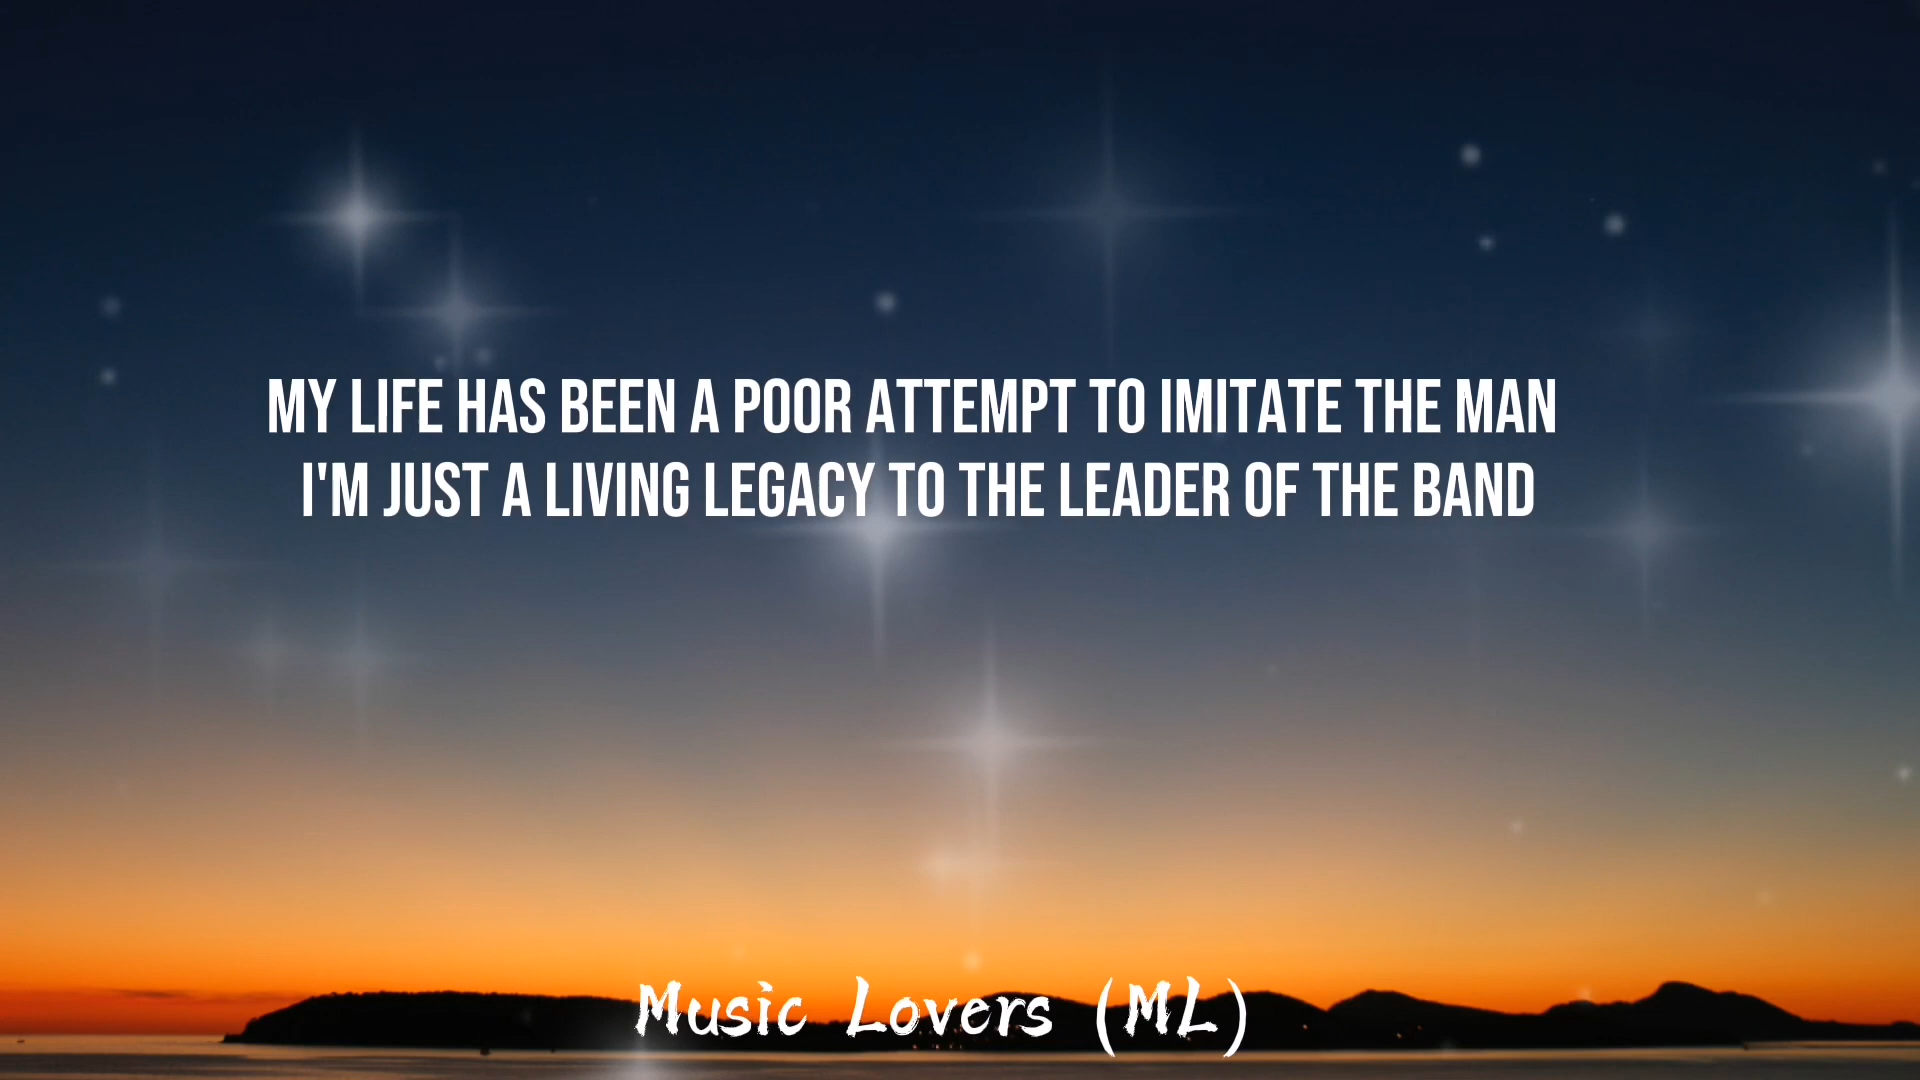 MY LIFE HAS BEEN A POOR ATTEMPT TO IMITATE THE MAN
I'M JUST A LIVING LEGACY TO THE LEADER OF THE BAND
Music Lovers (ML)